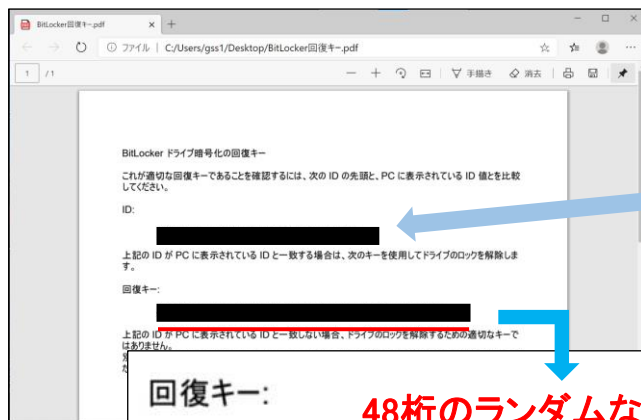 BitLocker回復キー.pdf
ファイル | C:/Users/gss1/Desktop/BitLocker回復キー.pdf
1 / 1
手描き 消去
BitLocker ドライブ暗号化の回復キー
これが適切な回復キーであることを確認するには、次の ID の先頭と、PC に表示されている ID 値とを比較
してください。
ID:
上記の ID が PC に表示されている ID と一致する場合は、次のキーを使用してドライブのロックを解除しま
す。
回復キー:
上記の ID が PC に表示されている ID と一致しない場合、ドライブのロックを解除するための適切なキーで
はありません。
回復キー:
48桁のランダムな